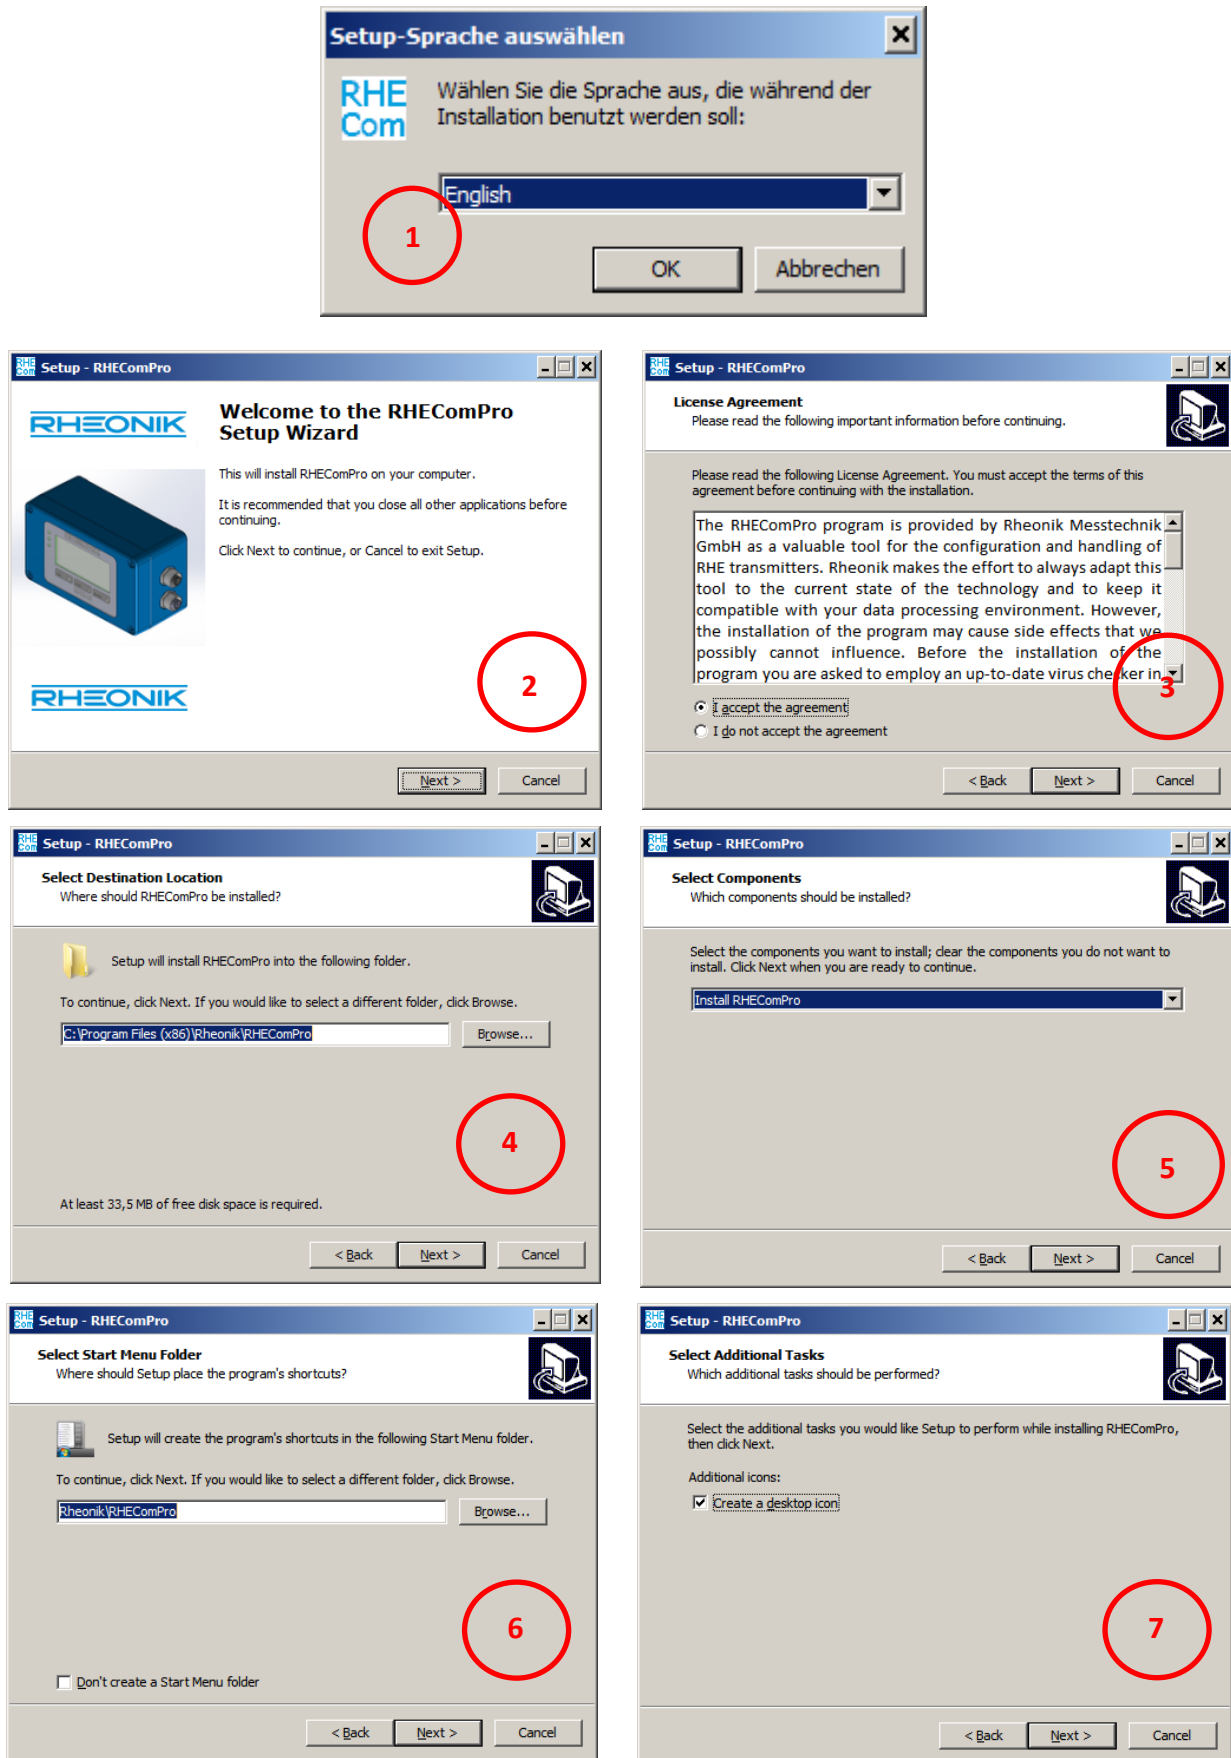 Setup-Sprache auswählen
RHE
Com
Wählen Sie die Sprache aus, die während der
Installation benutzt werden soll:
English
1
OK
Abbrechen
RHE
Com
Setup - RHEComPro
RHEONIK
Welcome to the RHEComPro
Setup Wizard
This will install RHEComPro on your computer.
It is recommended that you close all other applications before
continuing.
Click Next to continue, or Cancel to exit Setup.
2
RHEONIK
Next >
Cancel
RHE
Com
Setup - RHEComPro
License Agreement
Please read the following important information before continuing.
Please read the following License Agreement. You must accept the terms of this
agreement before continuing with the installation.
The RHEComPro program is provided by Rheonik Messtechnik
GmbH as a valuable tool for the configuration and handling of
RHE transmitters. Rheonik makes the effort to always adapt this
tool to the current state of the technology and to keep it
compatible with your data processing environment. However,
the installation of the program may cause side effects that we
possibly cannot influence. Before the installation of the
program you are asked to employ an up-to-date virus checker in
3
I accept the agreement
I do not accept the agreement
< Back
Next >
Cancel
RHE
Com
Setup - RHEComPro
Select Destination Location
Where should RHEComPro be installed?
Setup will install RHEComPro into the following folder.
To continue, click Next. If you would like to select a different folder, click Browse.
C:\Program Files (x86)\Rheonik\RHEComPro
Browse...
4
At least 33,5 MB of free disk space is required.
< Back
Next >
Cancel
RHE
Com
Setup - RHEComPro
Select Components
Which components should be installed?
Select the components you want to install; clear the components you do not want to
install. Click Next when you are ready to continue.
Install RHEComPro
5
< Back
Next >
Cancel
RHE
Com
Setup - RHEComPro
Select Start Menu Folder
Where should Setup place the program's shortcuts?
Setup will create the program's shortcuts in the following Start Menu folder.
To continue, click Next. If you would like to select a different folder, click Browse.
Rheonik\RHEComPro
Browse...
6
Don't create a Start Menu folder
< Back
Next >
Cancel
RHE
Com
Setup - RHEComPro
Select Additional Tasks
Which additional tasks should be performed?
Select the additional tasks you would like Setup to perform while installing RHEComPro,
then click Next.
Additional icons:
Create a desktop icon
7
< Back
Next >
Cancel